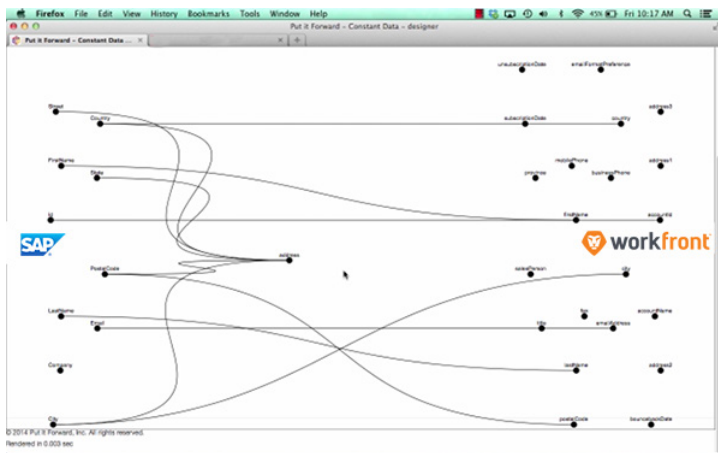 Firefox File Edit View History Bookmarks Tools Window Help 45% Fri 10:17 AM
Put it Forward – Constant Data – designer
Put it Forward – Constant Data ...
unsubscriptionDate emailFormatPreference
Street address3
Country subscriptionDate country
FirstName mobilePhone address1
State province businessPhone
Id firstName accountId
SAP workfront
address
PostalCode salesPerson city
LastName fax accountName
Email title emailAddress
Company lastName address2
City postalCode
© 2014 Put it Forward, Inc. All rights reserved.
Rendered in 0.003 sec